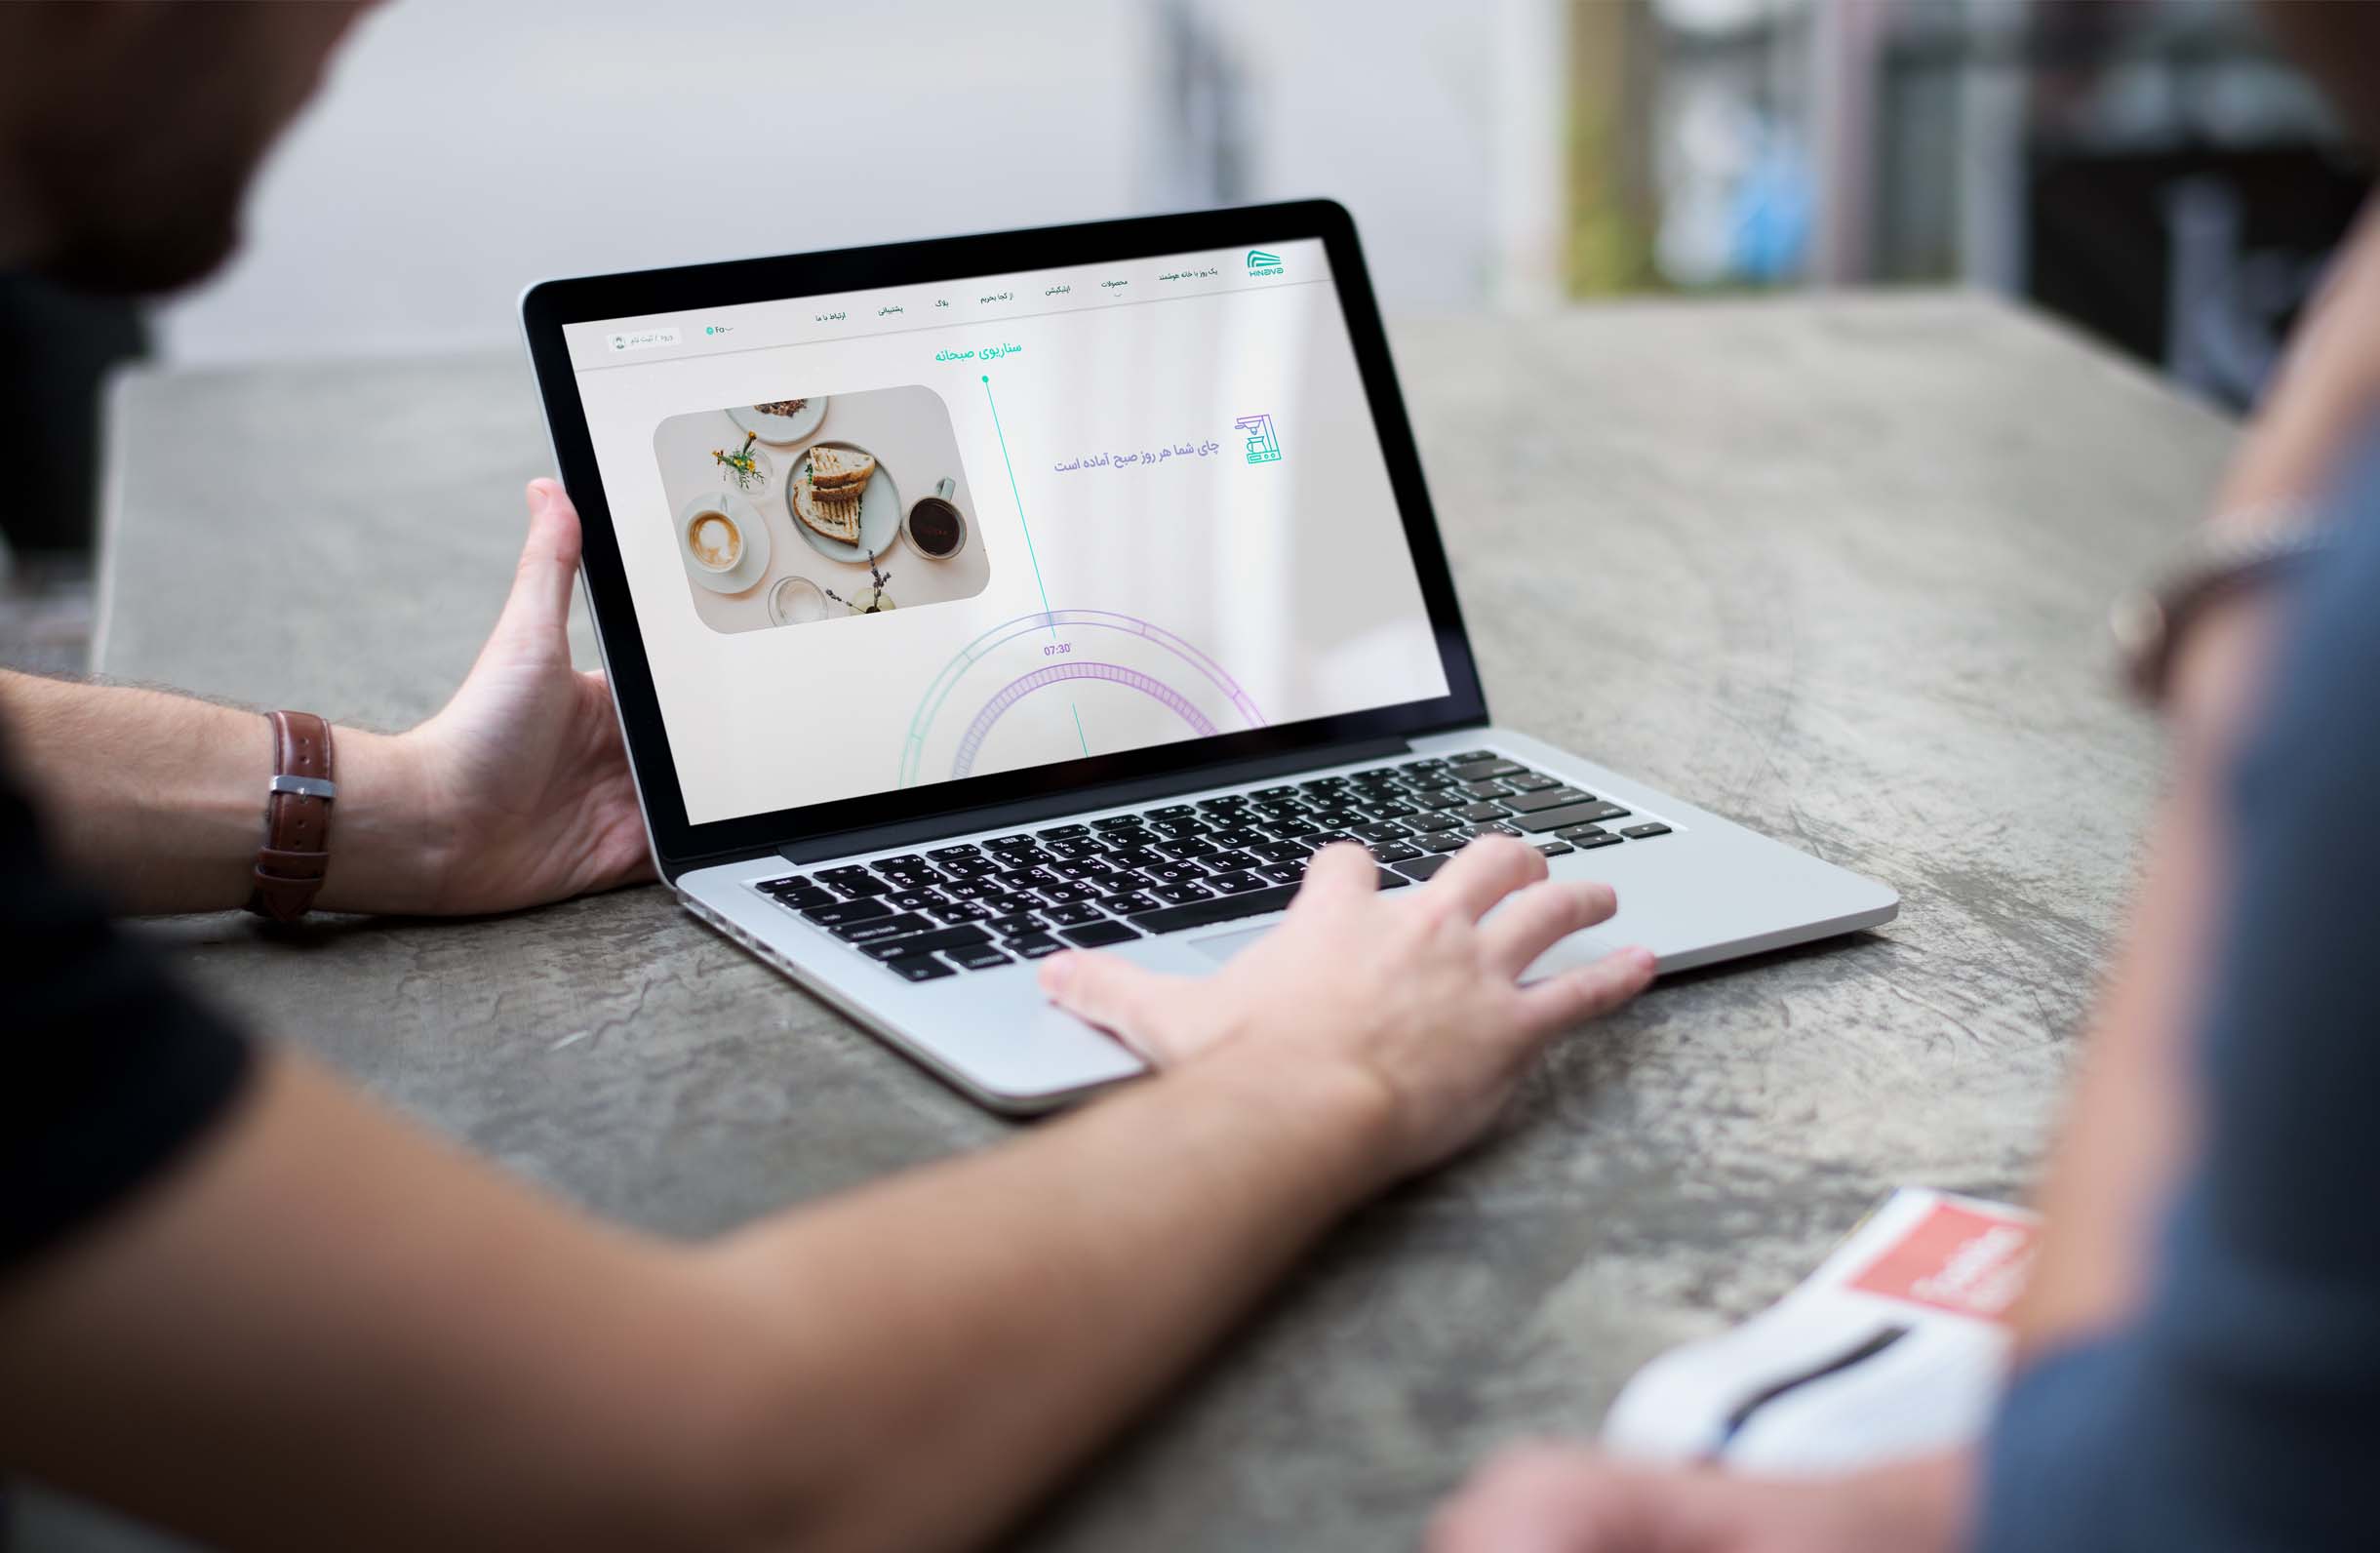 HINAVA
یک روز با خانه هوشمند
محصولات
اپلیکیشن
از کجا بخریم
بلاگ
پشتیبانی
ارتباط با ما
Fa
ورود / ثبت نام
سناریوی صبحانه
چای شما هر روز صبح آماده است
07:30'